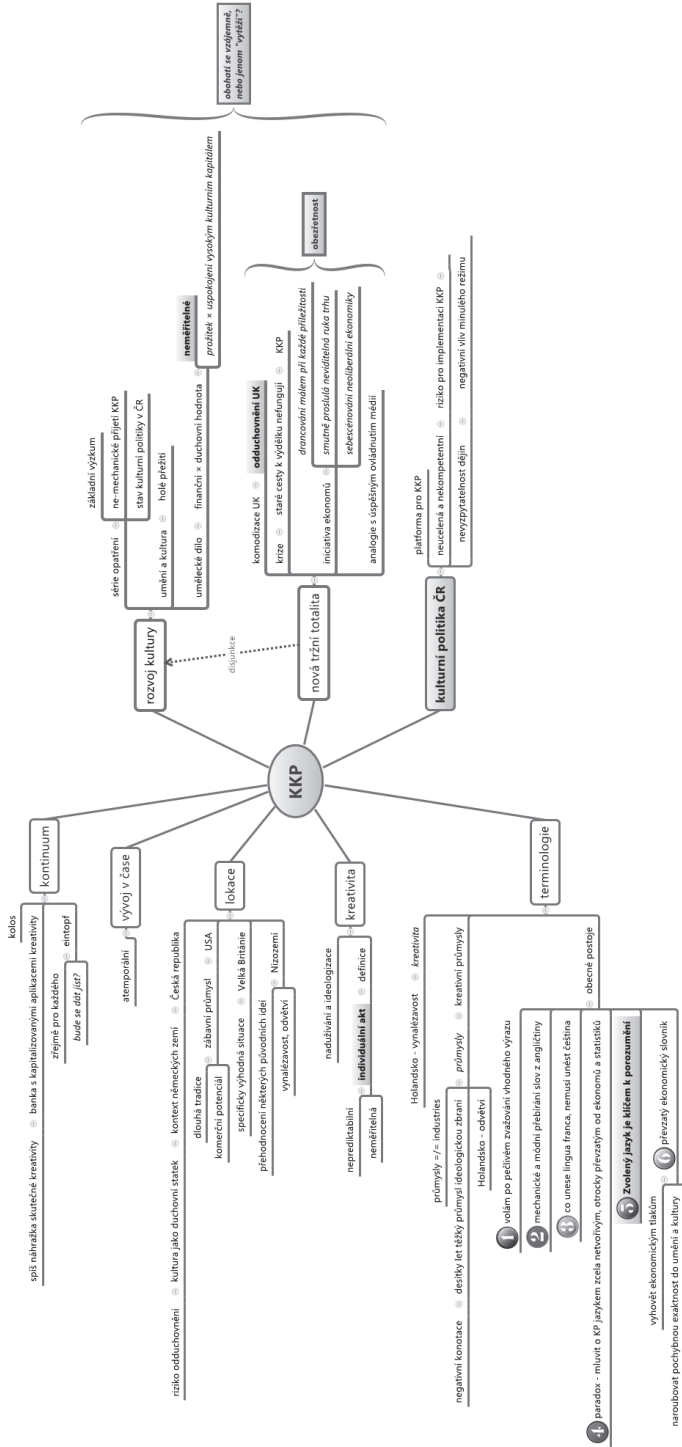 KKP
kontinuum
kolos
banka s kapitalizovanými aplikacemi kreativity
spíš náhražka skutečné kreativity
eintopf
zřejmě pro každého
bude se dát jíst?
vývoj v čase
atemporální
lokace
Česká republika
kontext německých zemí
kultura jako duchovní statek
riziko odduchovnění
USA
zábavní průmysl
dlouhá tradice
komerční potenciál
Velká Británie
specificky výhodná situace
Nizozemí
přehodnocení některých původních idejí
vynalézavost, odvětví
kreativita
nadužívání a ideologizace
definice
individuální akt
neprediktabilní
neměřitelná
terminologie
kreativita
Holandsko - vynalézavost
kreativní průmysly
průmysly
průmysly =/= industries
desítky let těžký průmysl ideologickou zbraní
negativní konotace
Holandsko - odvětví
obecné postoje
1 volám po pečlivém zvažování vhodného výrazu
2 mechanické a módní přebírání slov z angličtiny
3 co unese lingua franca, nemusí unést čeština
4 paradox - mluvit o KP jazykem zcela netvořivým, otrocky převzatým od ekonomů a statistiků
5 Zvolený jazyk je klíčem k porozumění
6 převzatý ekonomický slovník
vyhovět ekonomickým tlakům
naroubovat pochybnou exaktnost do umění a kultury
rozvoj kultury
série opatření
základní výzkum
ne-mechanické přijetí KKP
stav kulturní politiky v ČR
umění a kultura
holé přežití
umělecké dílo
finanční × duchovní hodnota
neměřitelné
prožitek × uspokojení vysokým kulturním kapitálem
disjunkce
nová tržní totalita
komodizace UK
odduchovnění UK
krize
staré cesty k výdělku nefungují
KKP
iniciativa ekonomů
drancování málem při každé příležitosti
smutně proslulá neviditelná ruka trhu
sebescénování neoliberální ekonomiky
analogie s úspěšným ovládnutím médií
obezřetnost
obohatí se vzájemně,
nebo jenom "vytěží"?
kulturní politika ČR
platforma pro KKP
neucelená a nekompetentní
riziko pro implementaci KKP
nevyzpytatelnost dějin
negativní vliv minulého režimu